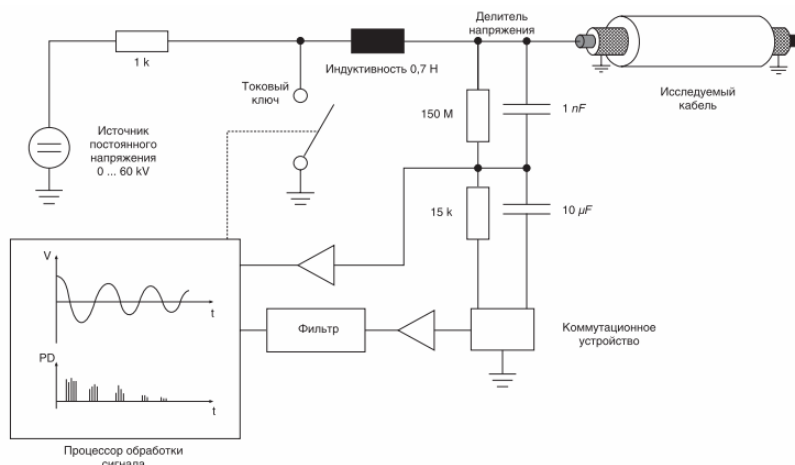 Делитель
напряжения
1 k
Индуктивность 0,7 Н
Токовый
ключ
Исследуемый
кабель
150 М
1 nF
Источник
постоянного
напряжения
0 ... 60 kV
15 k
10 µF
V
t
Фильтр
Коммутационное
устройство
PD
t
Процессор обработки
сигнала